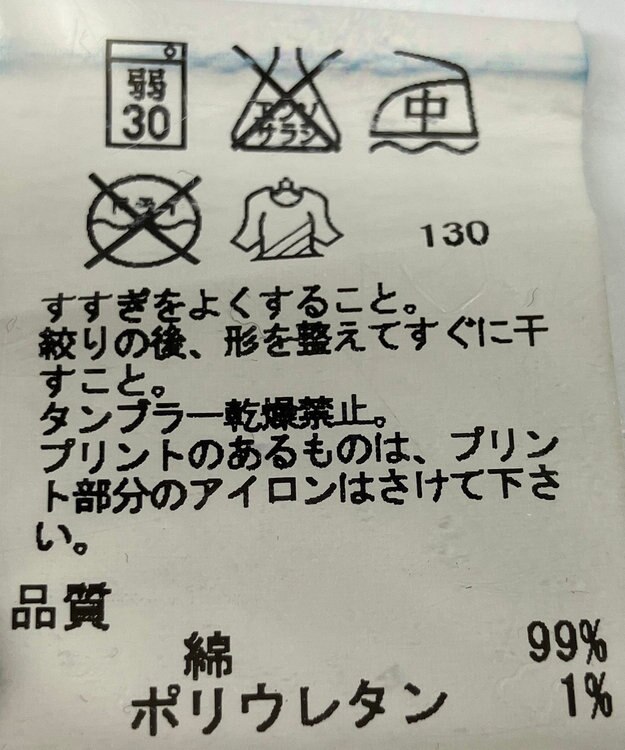 弱
30
エンソ
サラシ
中
130
すすぎをよくすること。
絞りの後、形を整えてすぐに干
すこと。
タンブラー乾燥禁止。
プリントのあるものは、プリン
ト部分のアイロンはさけて下さ
い。
品質
綿 99%
ポリウレタン 1%